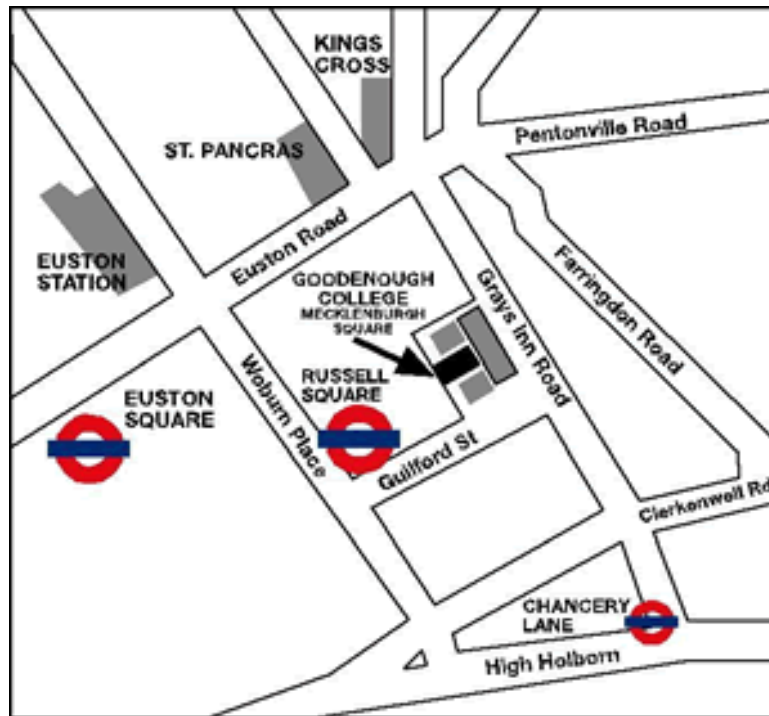 KINGS
CROSS
Pentonville Road
ST. PANCRAS
Euston Road
EUSTON
STATION
GOODENOUGH
COLLEGE
MECKLENBURGH
SQUARE
Grays Inn Road
Farringdon Road
RUSSELL
SQUARE
Woburn Place
EUSTON
SQUARE
Guilford St
Clerkenwell Rd
CHANCERY
LANE
High Holborn